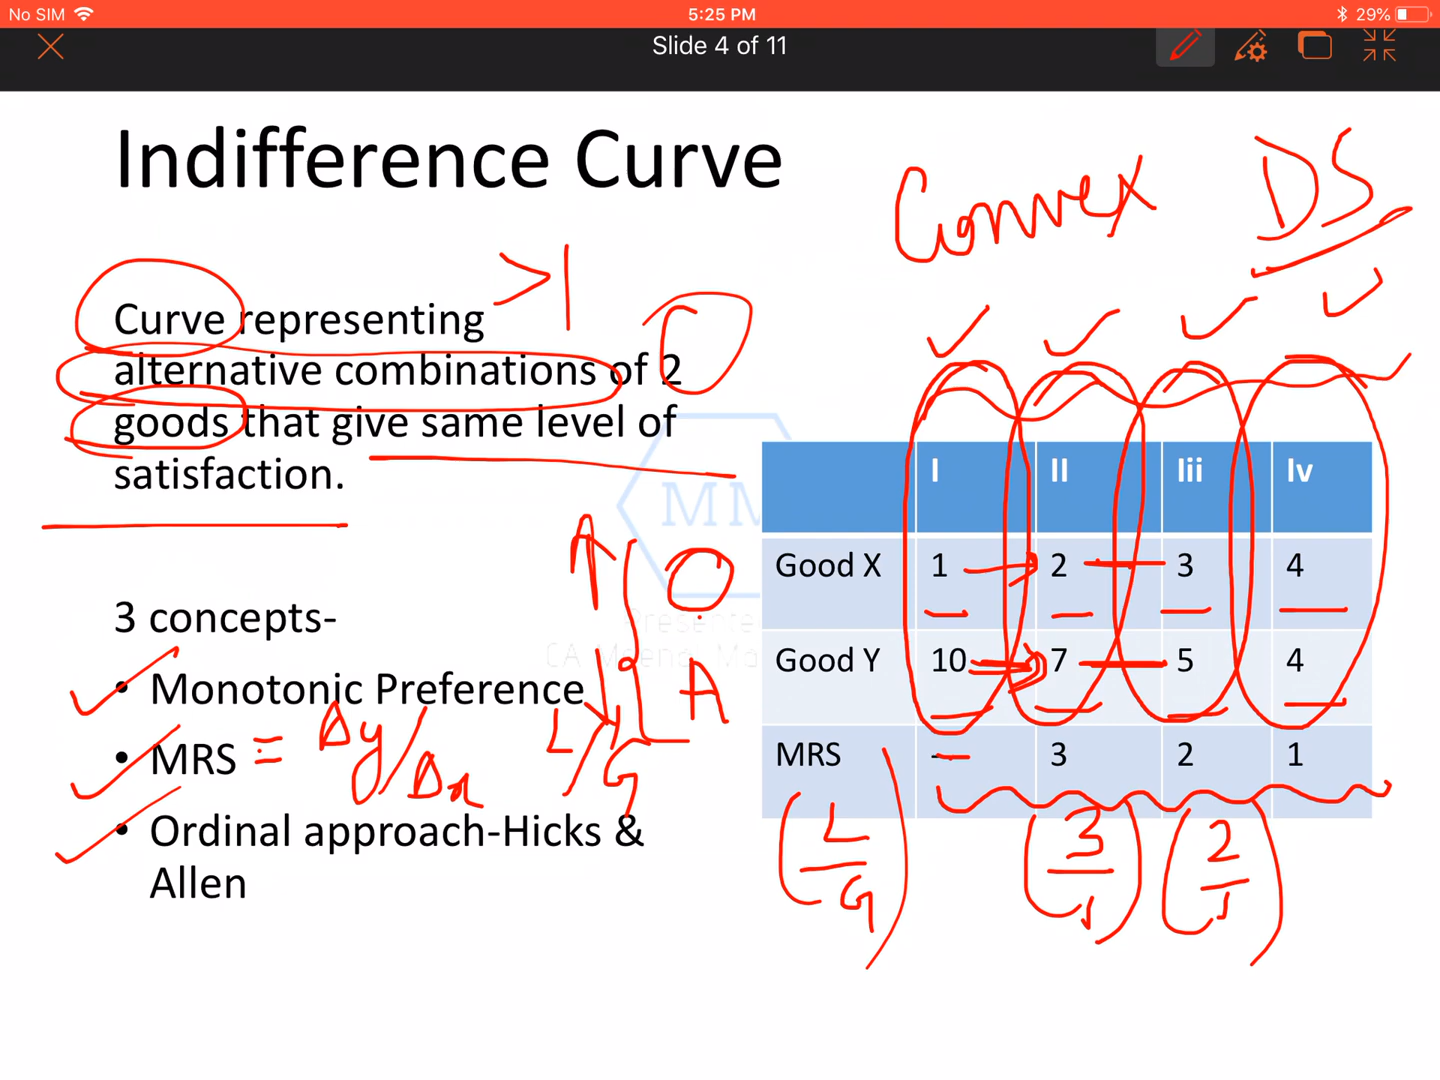 No SIM 5:25 PM 29%
Slide 4 of 11
Indifference Curve
Convex DS
>1
Curve representing
alternative combinations of 2
goods that give same level of
satisfaction.
I II Iii Iv
Good X 1 2 3 4
Good Y 10 7 5 4
MRS - 3 2 1
O
A
3 concepts-
• Monotonic Preference
• MRS = Δy/Δx L/G
• Ordinal approach-Hicks &
Allen
L/G 3/1 2/1